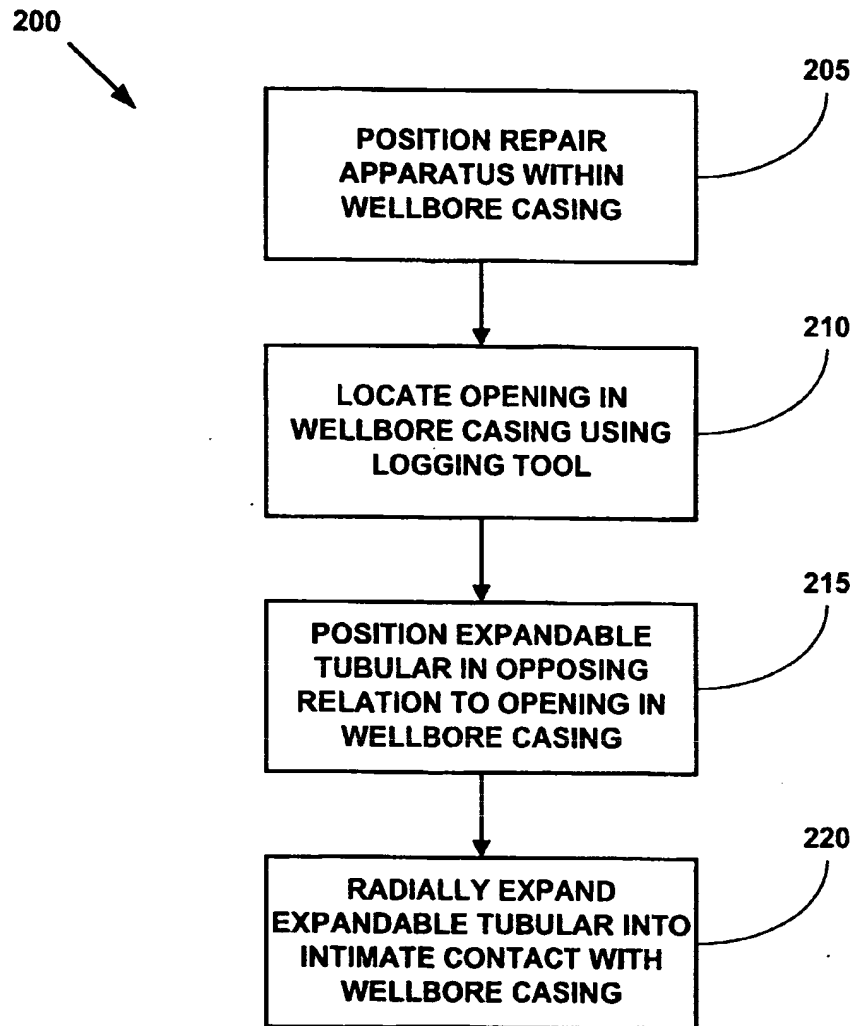 200
205
POSITION REPAIR
APPARATUS WITHIN
WELLBORE CASING
210
LOCATE OPENING IN
WELLBORE CASING USING
LOGGING TOOL
215
POSITION EXPANDABLE
TUBULAR IN OPPOSING
RELATION TO OPENING IN
WELLBORE CASING
220
RADIALLY EXPAND
EXPANDABLE TUBULAR INTO
INTIMATE CONTACT WITH
WELLBORE CASING